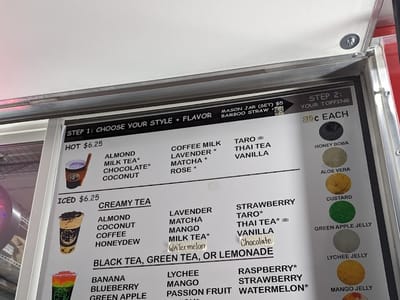 STEP 1: CHOOSE YOUR STYLE + FLAVOR
MASON JAR (SET) $5
BAMBOO STRAW
STEP 2:
YOUR TOPPING
HOT $6.25
ALMOND
MILK TEA*
CHOCOLATE*
COCONUT
COFFEE MILK
LAVENDER *
MATCHA *
ROSE *
TARO
THAI TEA
VANILLA
¢ EACH
HONEY BOBA
ALOE VERA
CUSTARD
GREEN APPLE JELLY
LYCHEE JELLY
MANGO JELLY
ICED $6.25
CREAMY TEA
ALMOND
COCONUT
COFFEE
HONEYDEW
LAVENDER
MATCHA
MANGO
MILK TEA*
Watermelon
STRAWBERRY
TARO*
THAI TEA*
VANILLA
Chocolate
BLACK TEA, GREEN TEA, OR LEMONADE
BANANA
BLUEBERRY
GREEN APPLE
LYCHEE
MANGO
PASSION FRUIT
RASPBERRY*
STRAWBERRY
WATERMELON*